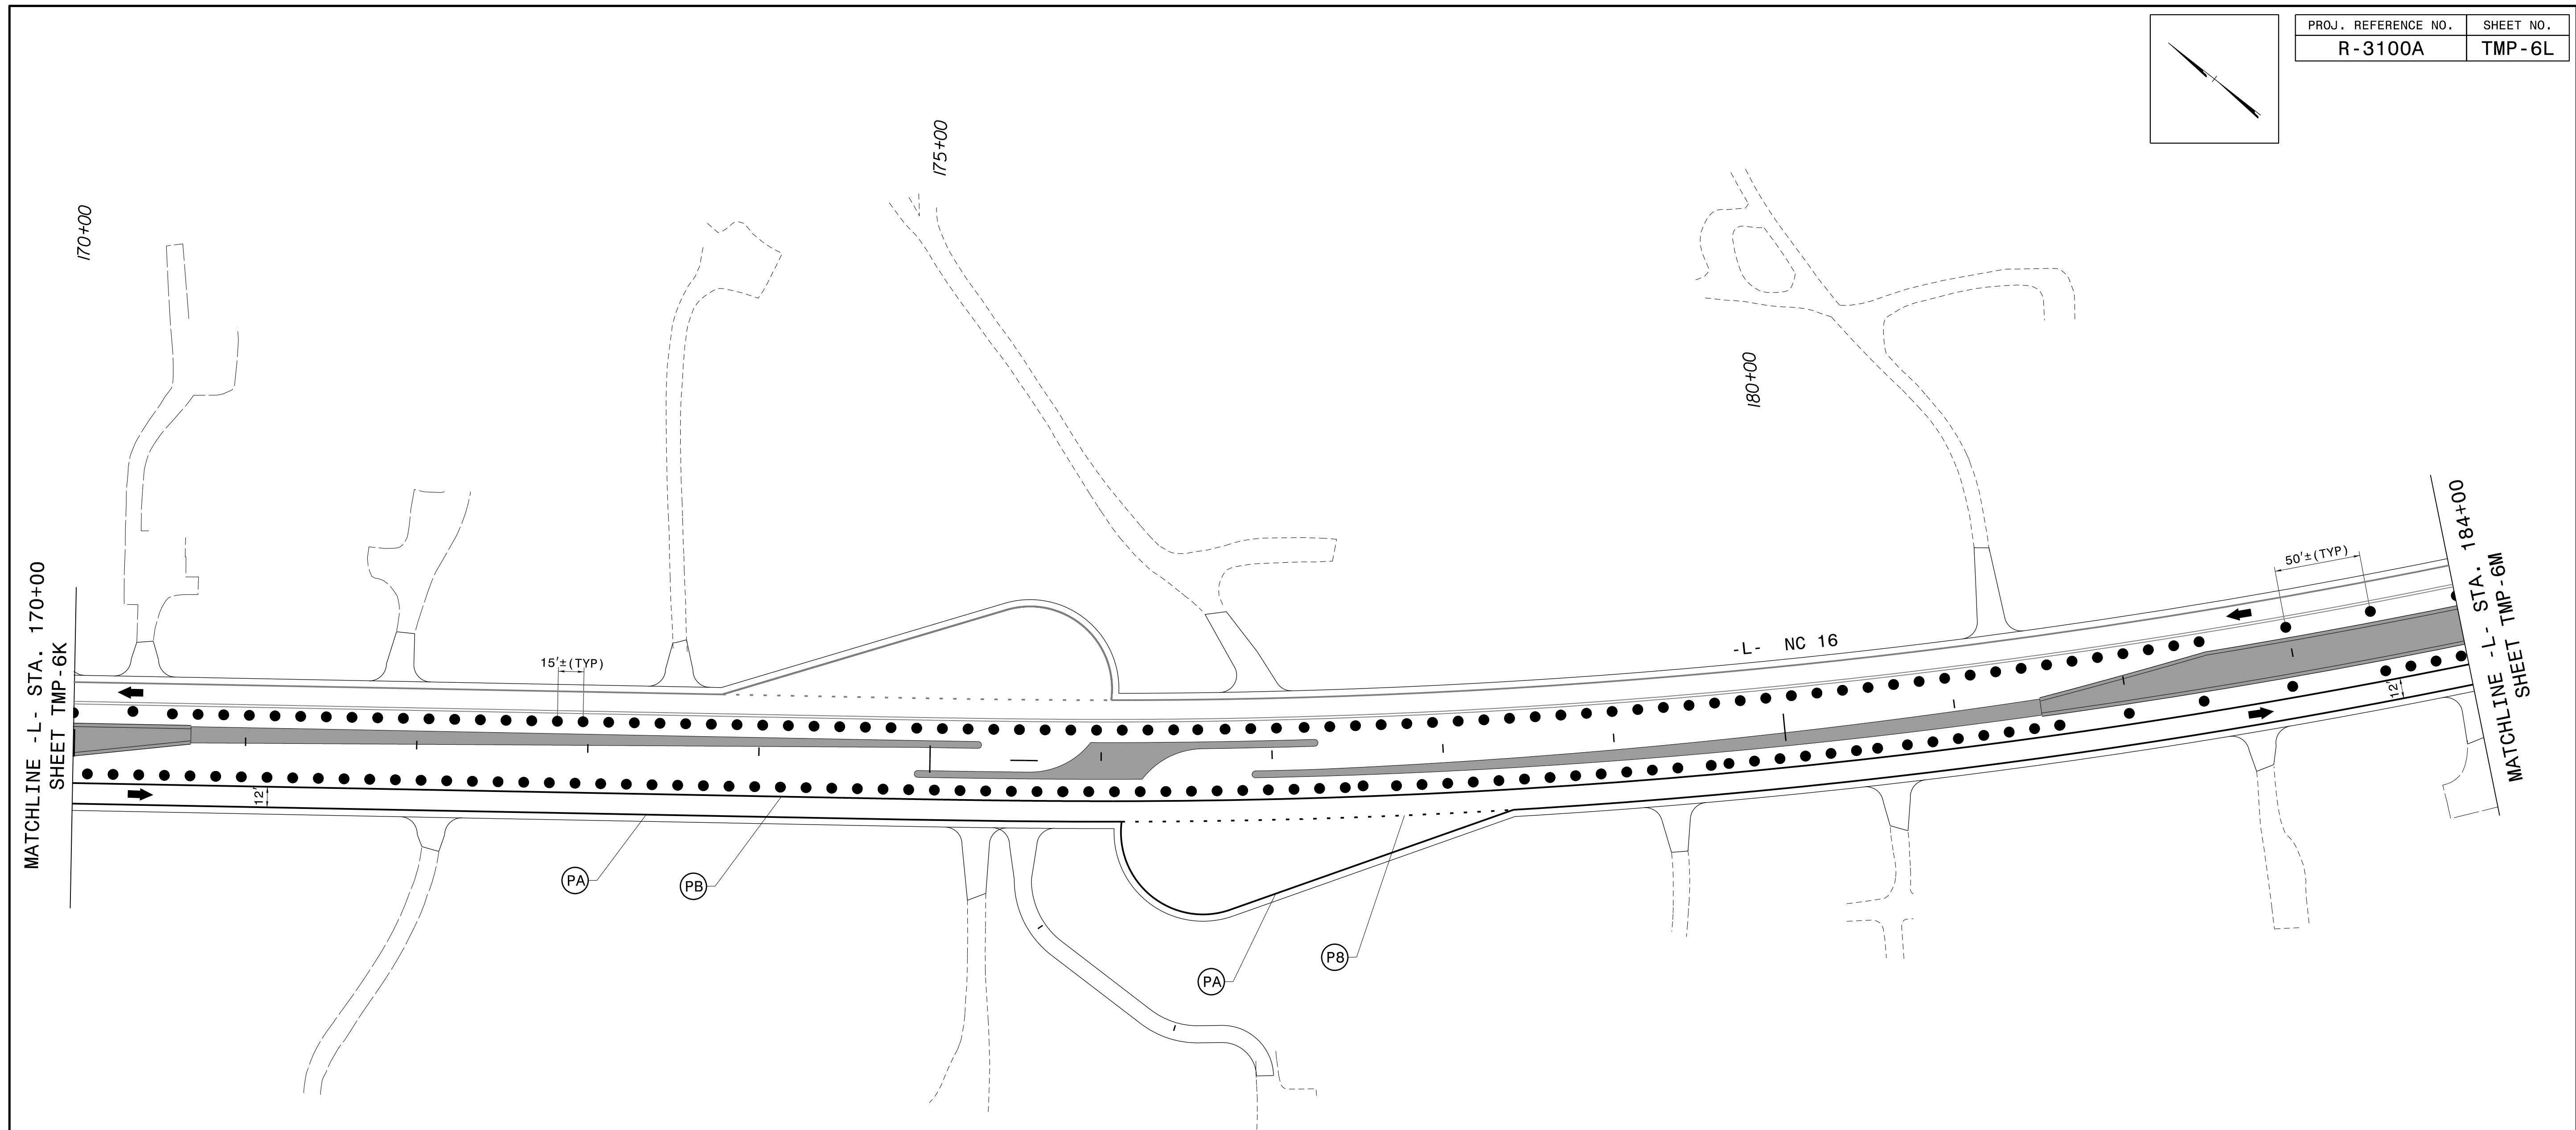 PROJ. REFERENCE NO. SHEET NO.
R-3100A TMP-6L
170+00
175+00
180+00
MATCHLINE -L- STA. 170+00
SHEET TMP-6K
15'±(TYP)
12'
-L- NC 16
50'±(TYP)
12'
MATCHLINE -L- STA. 184+00
SHEET TMP-6M
PA
PB
PA
P8